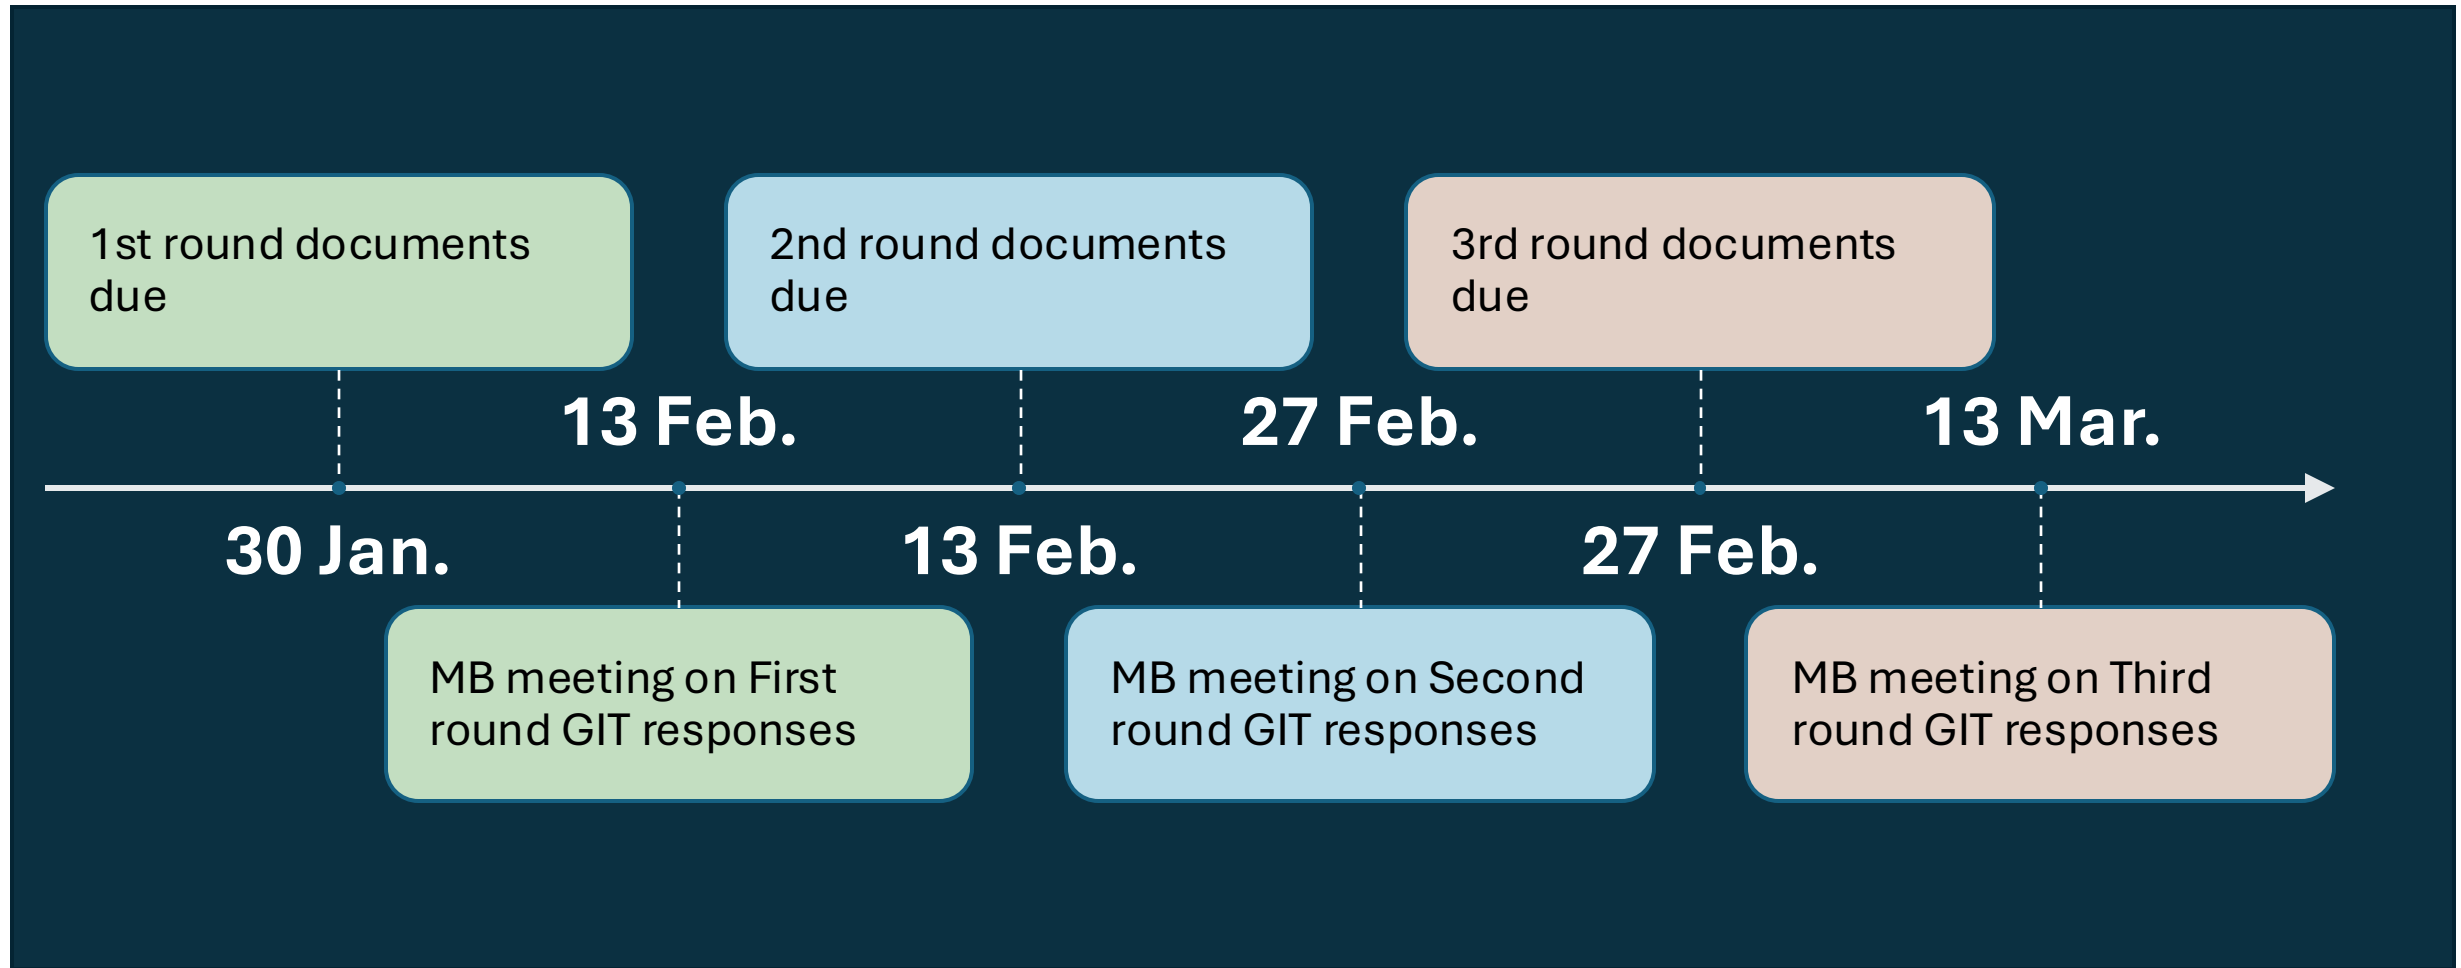 1st round documents
due
2nd round documents
due
3rd round documents
due
13 Feb.
27 Feb.
13 Mar.
30 Jan.
13 Feb.
27 Feb.
MB meeting on First
round GIT responses
MB meeting on Second
round GIT responses
MB meeting on Third
round GIT responses